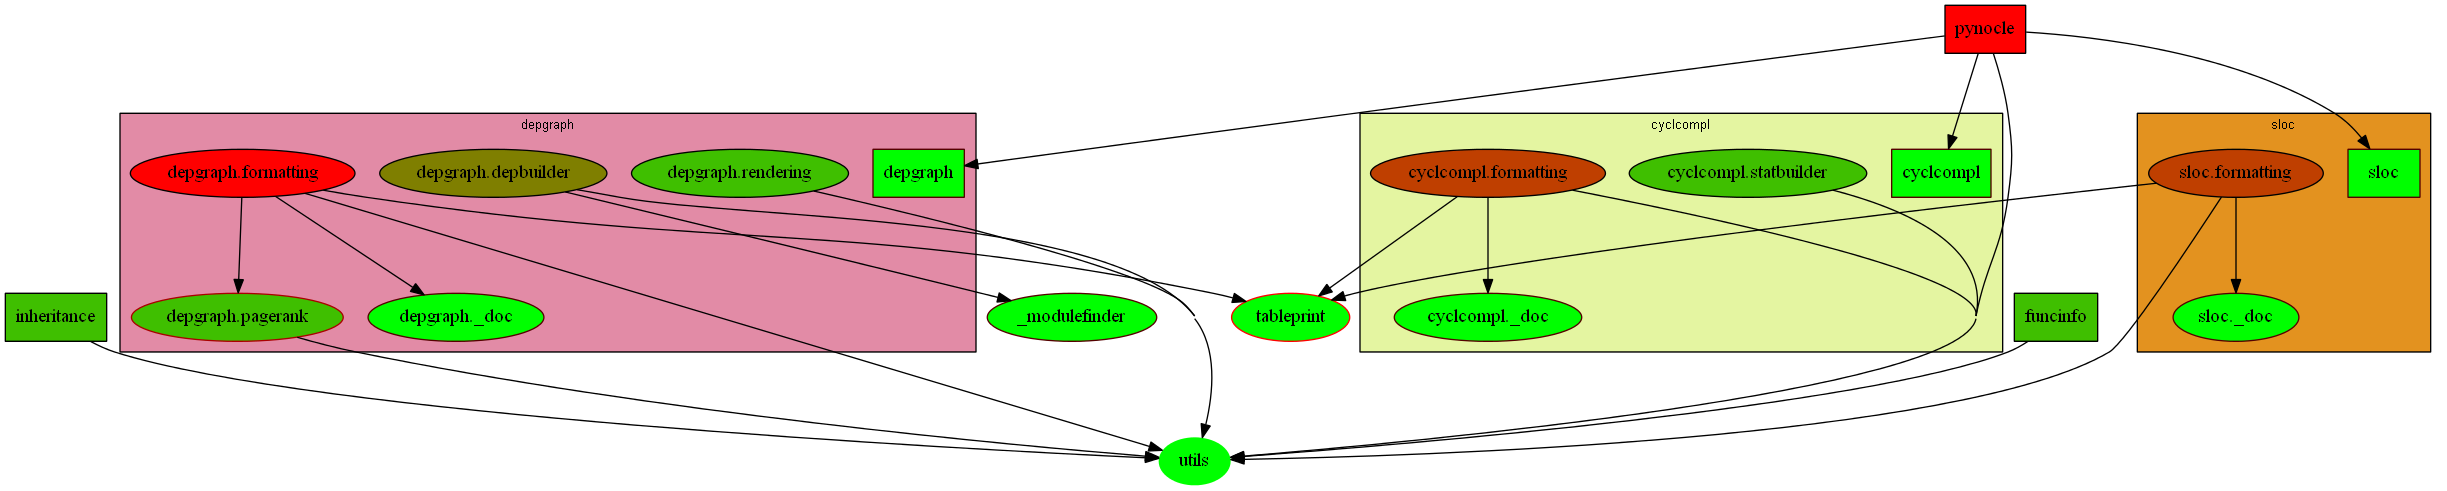 pynocle
depgraph
cyclcompl
sloc
depgraph.formatting
depgraph.depbuilder
depgraph.rendering
depgraph
cyclcompl.formatting
cyclcompl.statbuilder
cyclcompl
sloc.formatting
sloc
inheritance
depgraph.pagerank
depgraph._doc
_modulefinder
tableprint
cyclcompl._doc
funcinfo
sloc._doc
utils